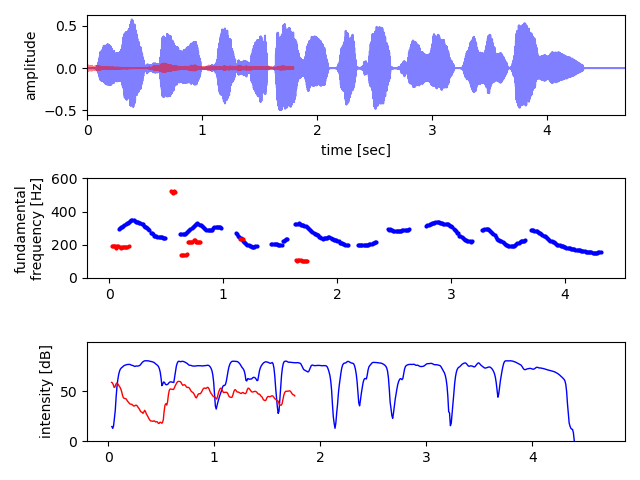 amplitude
0.5
0.0
−0.5
0 1 2 3 4
time [sec]
fundamental
frequency [Hz]
600
400
200
0
0 1 2 3 4
intensity [dB]
50
0
0 1 2 3 4